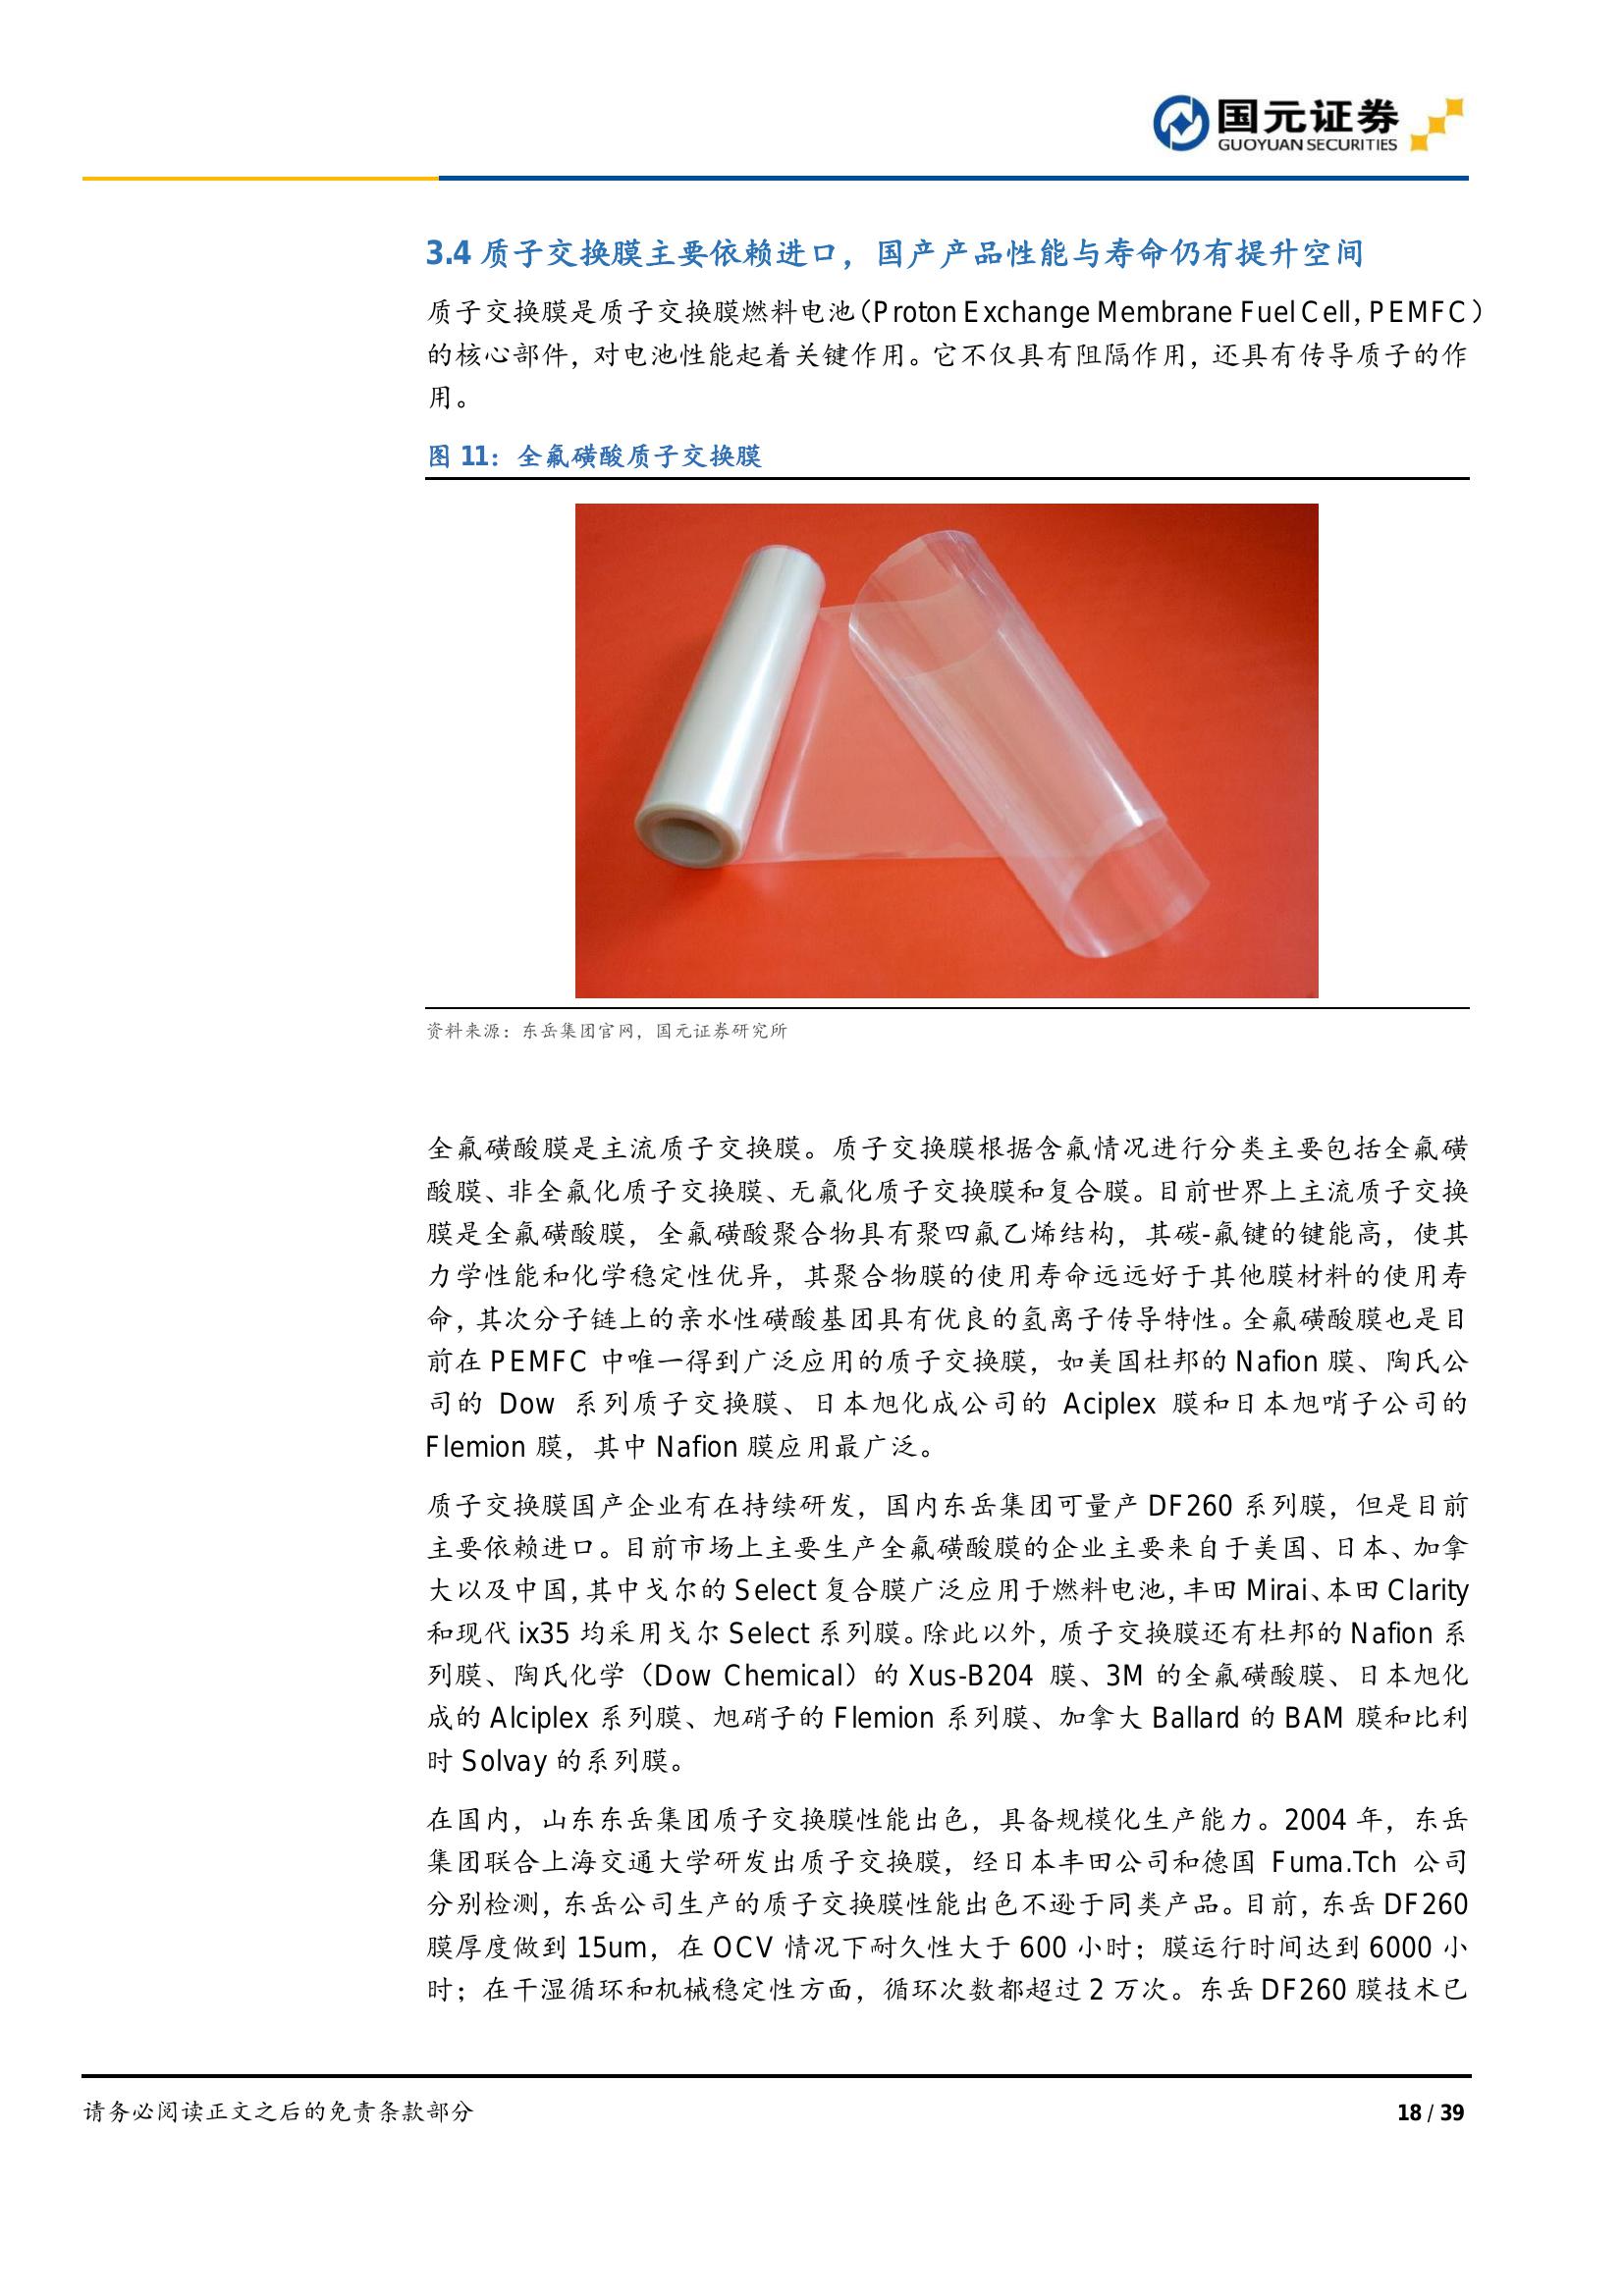 国元证券
GUOYUAN SECURITIES
3.4 质子交换膜主要依赖进口，国产产品性能与寿命仍有提升空间
质子交换膜是质子交换膜燃料电池（Proton Exchange Membrane Fuel Cell, PEMFC）
的核心部件，对电池性能起着关键作用。它不仅具有阻隔作用，还具有传导质子的作
用。
图 11：全氟磺酸质子交换膜
资料来源：东岳集团官网，国元证券研究所
全氟磺酸膜是主流质子交换膜。质子交换膜根据含氟情况进行分类主要包括全氟磺
酸膜、非全氟化质子交换膜、无氟化质子交换膜和复合膜。目前世界上主流质子交换
膜是全氟磺酸膜，全氟磺酸聚合物具有聚四氟乙烯结构，其碳-氟键的键能高，使其
力学性能和化学稳定性优异，其聚合物膜的使用寿命远远好于其他膜材料的使用寿
命，其次分子链上的亲水性磺酸基团具有优良的氢离子传导特性。全氟磺酸膜也是目
前在 PEMFC 中唯一得到广泛应用的质子交换膜，如美国杜邦的 Nafion 膜、陶氏公
司的 Dow 系列质子交换膜、日本旭化成公司的 Aciplex 膜和日本旭哨子公司的
Flemion 膜，其中 Nafion 膜应用最广泛。
质子交换膜国产企业有在持续研发，国内东岳集团可量产 DF260 系列膜，但是目前
主要依赖进口。目前市场上主要生产全氟磺酸膜的企业主要来自于美国、日本、加拿
大以及中国，其中戈尔的 Select 复合膜广泛应用于燃料电池，丰田 Mirai、本田 Clarity
和现代 ix35 均采用戈尔 Select 系列膜。除此以外，质子交换膜还有杜邦的 Nafion 系
列膜、陶氏化学（Dow Chemical）的 Xus-B204 膜、3M 的全氟磺酸膜、日本旭化
成的 Alciplex 系列膜、旭硝子的 Flemion 系列膜、加拿大 Ballard 的 BAM 膜和比利
时 Solvay 的系列膜。
在国内，山东东岳集团质子交换膜性能出色，具备规模化生产能力。2004 年，东岳
集团联合上海交通大学研发出质子交换膜，经日本丰田公司和德国 Fuma.Tch 公司
分别检测，东岳公司生产的质子交换膜性能出色不逊于同类产品。目前，东岳 DF260
膜厚度做到 15um，在 OCV 情况下耐久性大于 600 小时；膜运行时间达到 6000 小
时；在干湿循环和机械稳定性方面，循环次数都超过 2 万次。东岳 DF260 膜技术已
请务必阅读正文之后的免责条款部分
18 / 39